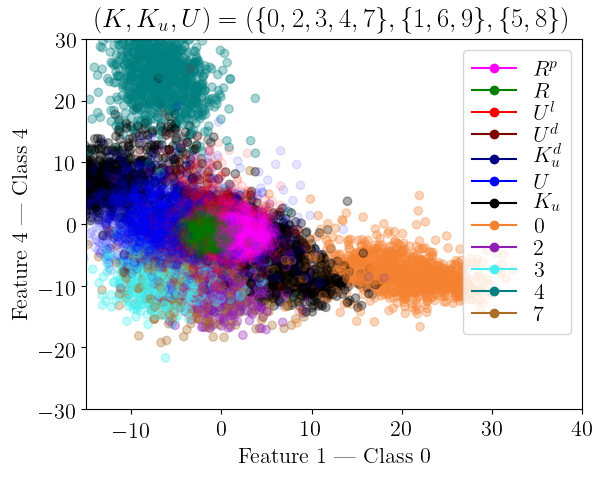 (K, K_u, U) = ({0, 2, 3, 4, 7}, {1, 6, 9}, {5, 8})
30
20
10
0
−10
−20
−30
Feature 4 — Class 4
R^p
R
U^l
U^d
K_u^d
U
K_u
0
2
3
4
7
−10
0
10
20
30
40
Feature 1 — Class 0